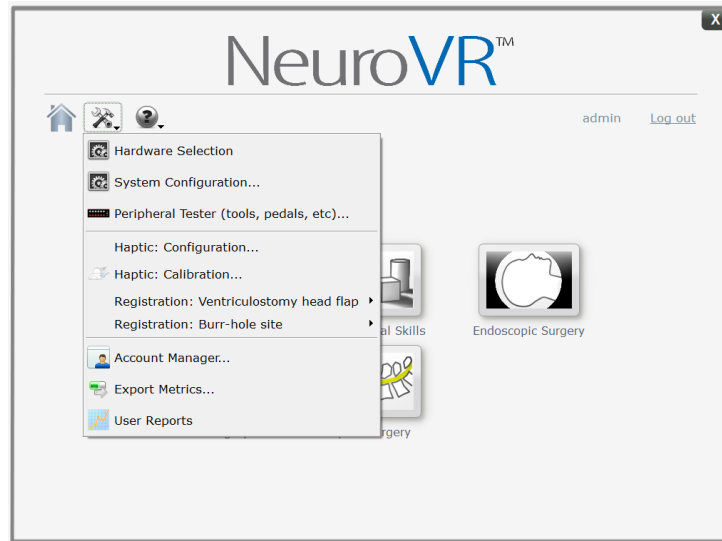 X
NeuroVR™
admin Log out
Hardware Selection
System Configuration...
Peripheral Tester (tools, pedals, etc)...
Haptic: Configuration...
Haptic: Calibration...
Registration: Ventriculostomy head flap
Registration: Burr-hole site
Account Manager...
Export Metrics...
User Reports
al Skills
Endoscopic Surgery
rgery